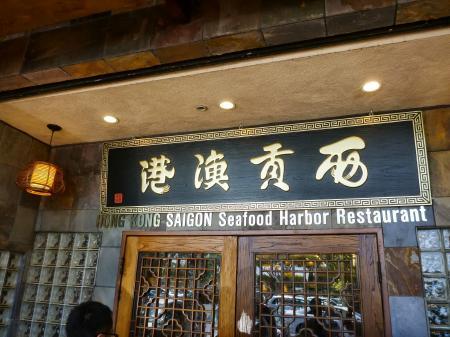 西貢漁港
HONG KONG SAIGON Seafood Harbor Restaurant